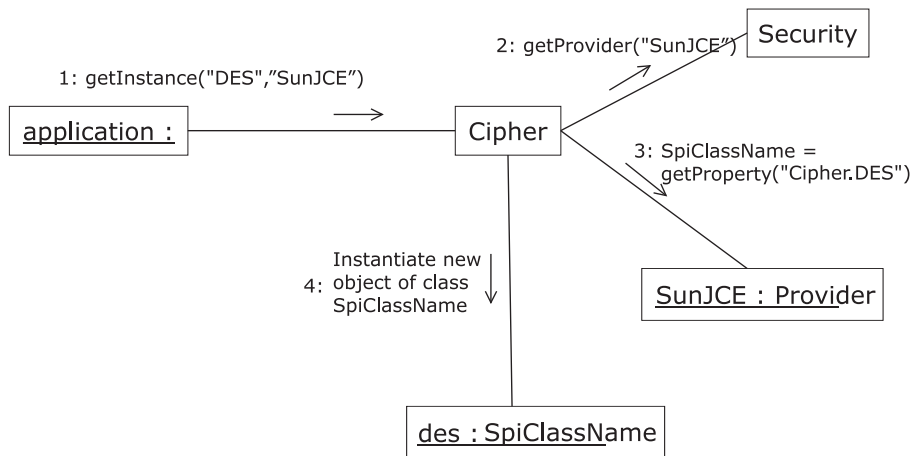 2: getProvider("SunJCE”)
Security
1: getInstance("DES",”SunJCE”)
application :
Cipher
3: SpiClassName =
getProperty("Cipher.DES")
Instantiate new
object of class
4:
SpiClassName
SunJCE : Provider
des : SpiClassName